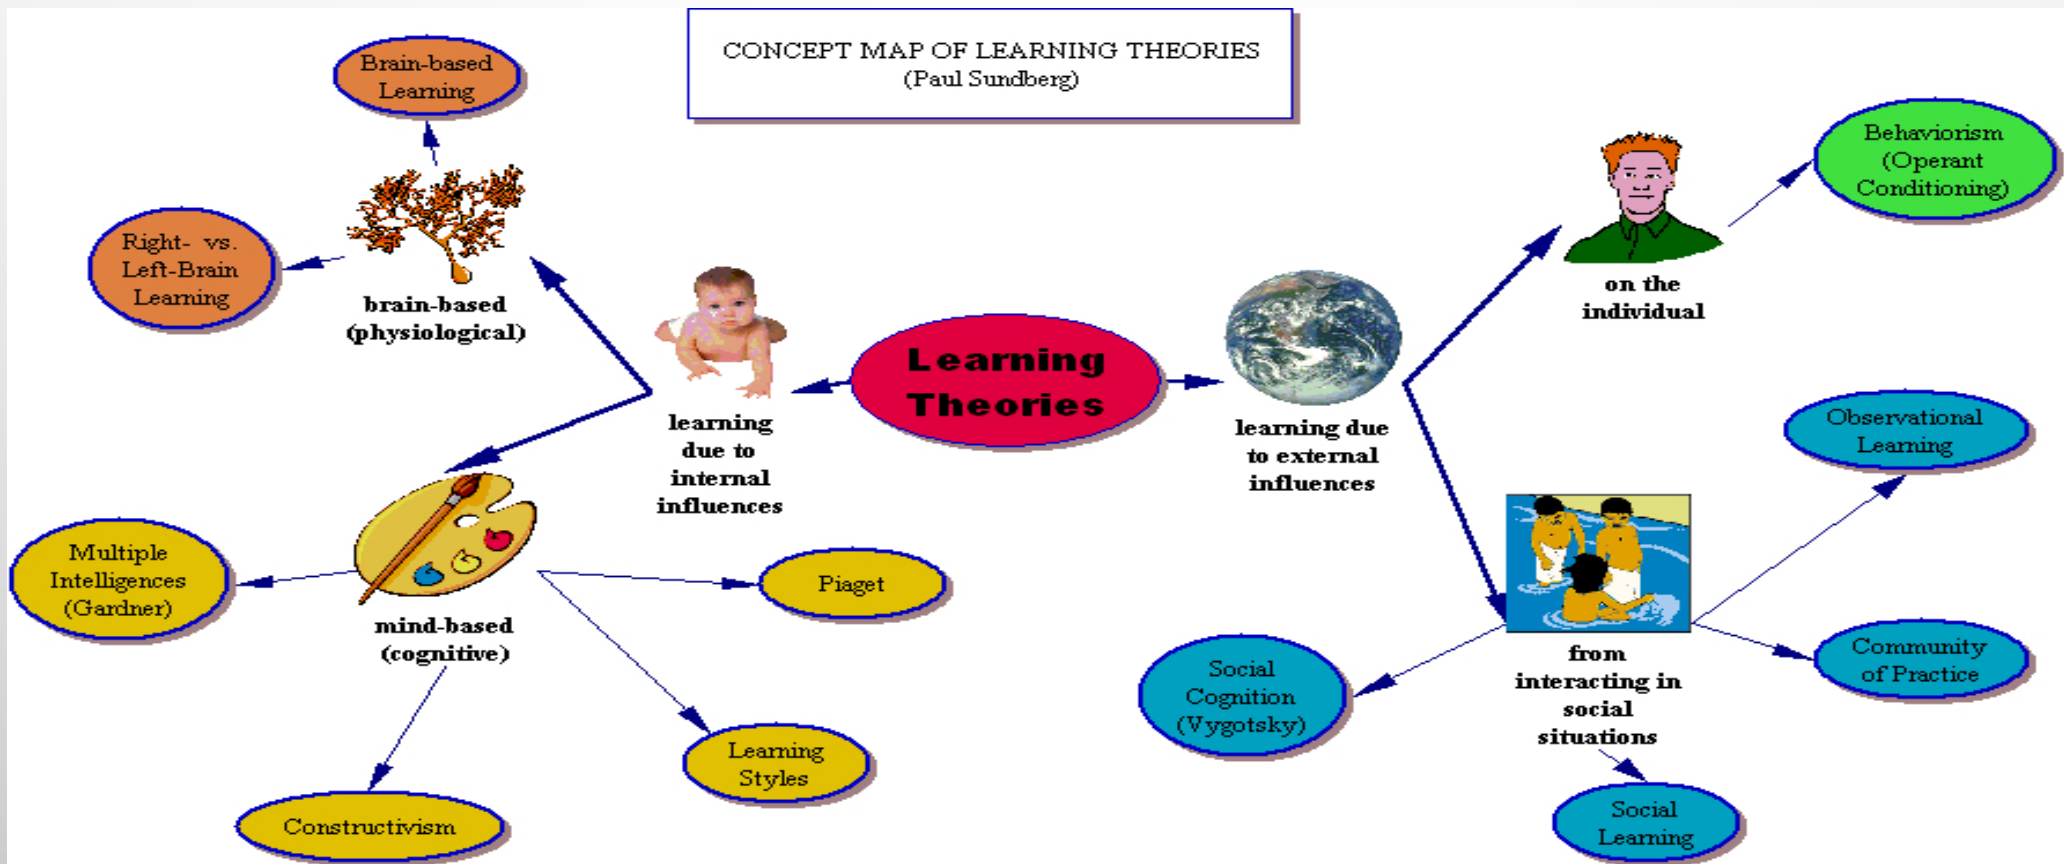 CONCEPT MAP OF LEARNING THEORIES
(Paul Sundberg)
Brain-based
Learning
Right- vs.
Left-Brain
Learning
brain-based
(physiological)
learning
due to
internal
influences
Learning
Theories
learning due
to external
influences
on the
individual
Behaviorism
(Operant
Conditioning)
Multiple
Intelligences
(Gardner)
mind-based
(cognitive)
Piaget
Learning
Styles
Constructivism
Observational
Learning
Social
Cognition
(Vygotsky)
from
interacting in
social
situations
Community
of Practice
Social
Learning